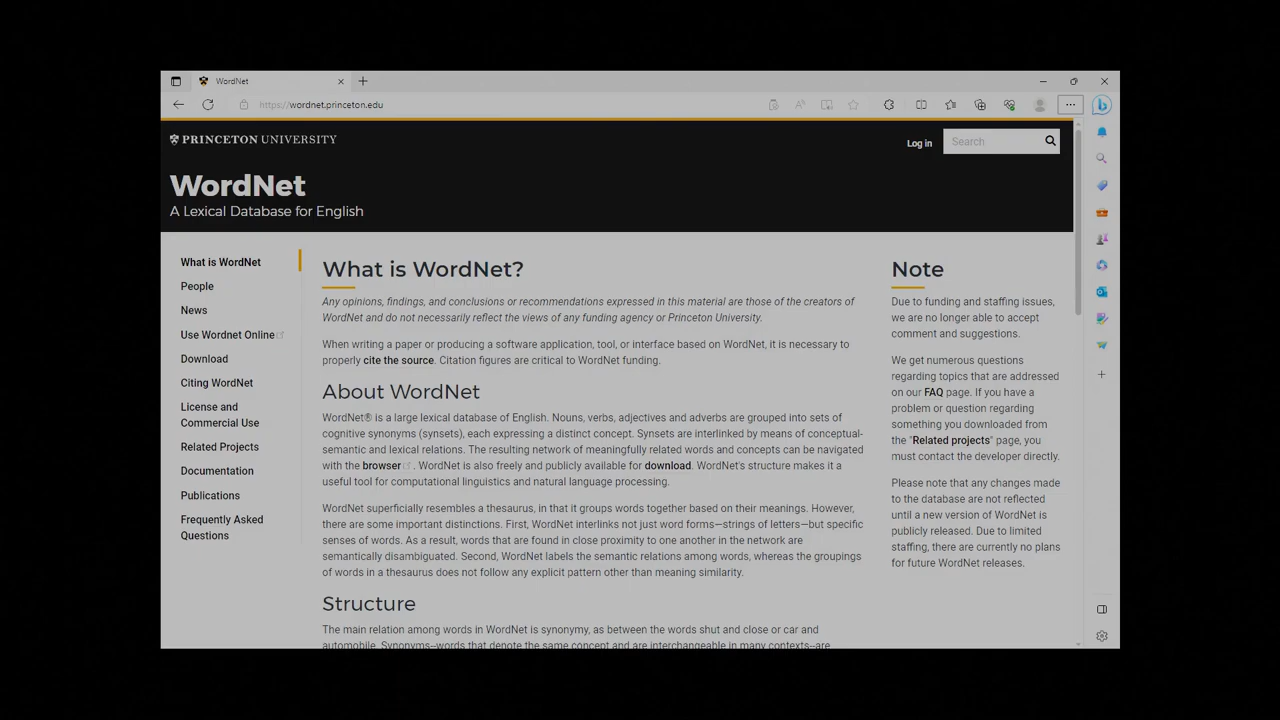 WordNet
https://wordnet.princeton.edu
PRINCETON UNIVERSITY
Log in
Search
WordNet
A Lexical Database for English
What is WordNet
People
News
Use Wordnet Online
Download
Citing WordNet
License and
Commercial Use
Related Projects
Documentation
Publications
Frequently Asked
Questions
What is WordNet?
Any opinions, findings, and conclusions or recommendations expressed in this material are those of the creators of
WordNet and do not necessarily reflect the views of any funding agency or Princeton University.
When writing a paper or producing a software application, tool, or interface based on WordNet, it is necessary to
properly cite the source. Citation figures are critical to WordNet funding.
About WordNet
WordNet® is a large lexical database of English. Nouns, verbs, adjectives and adverbs are grouped into sets of
cognitive synonyms (synsets), each expressing a distinct concept. Synsets are interlinked by means of conceptual-
semantic and lexical relations. The resulting network of meaningfully related words and concepts can be navigated
with the browser. WordNet is also freely and publicly available for download. WordNet's structure makes it a
useful tool for computational linguistics and natural language processing.
WordNet superficially resembles a thesaurus, in that it groups words together based on their meanings. However,
there are some important distinctions. First, WordNet interlinks not just word forms—strings of letters—but specific
senses of words. As a result, words that are found in close proximity to one another in the network are
semantically disambiguated. Second, WordNet labels the semantic relations among words, whereas the groupings
of words in a thesaurus does not follow any explicit pattern other than meaning similarity.
Structure
The main relation among words in WordNet is synonymy, as between the words shut and close or car and
automobile. Synonyms--words that denote the same concept and are interchangeable in many contexts--are
Note
Due to funding and staffing issues,
we are no longer able to accept
comment and suggestions.
We get numerous questions
regarding topics that are addressed
on our FAQ page. If you have a
problem or question regarding
something you downloaded from
the "Related projects" page, you
must contact the developer directly.
Please note that any changes made
to the database are not reflected
until a new version of WordNet is
publicly released. Due to limited
staffing, there are currently no plans
for future WordNet releases.